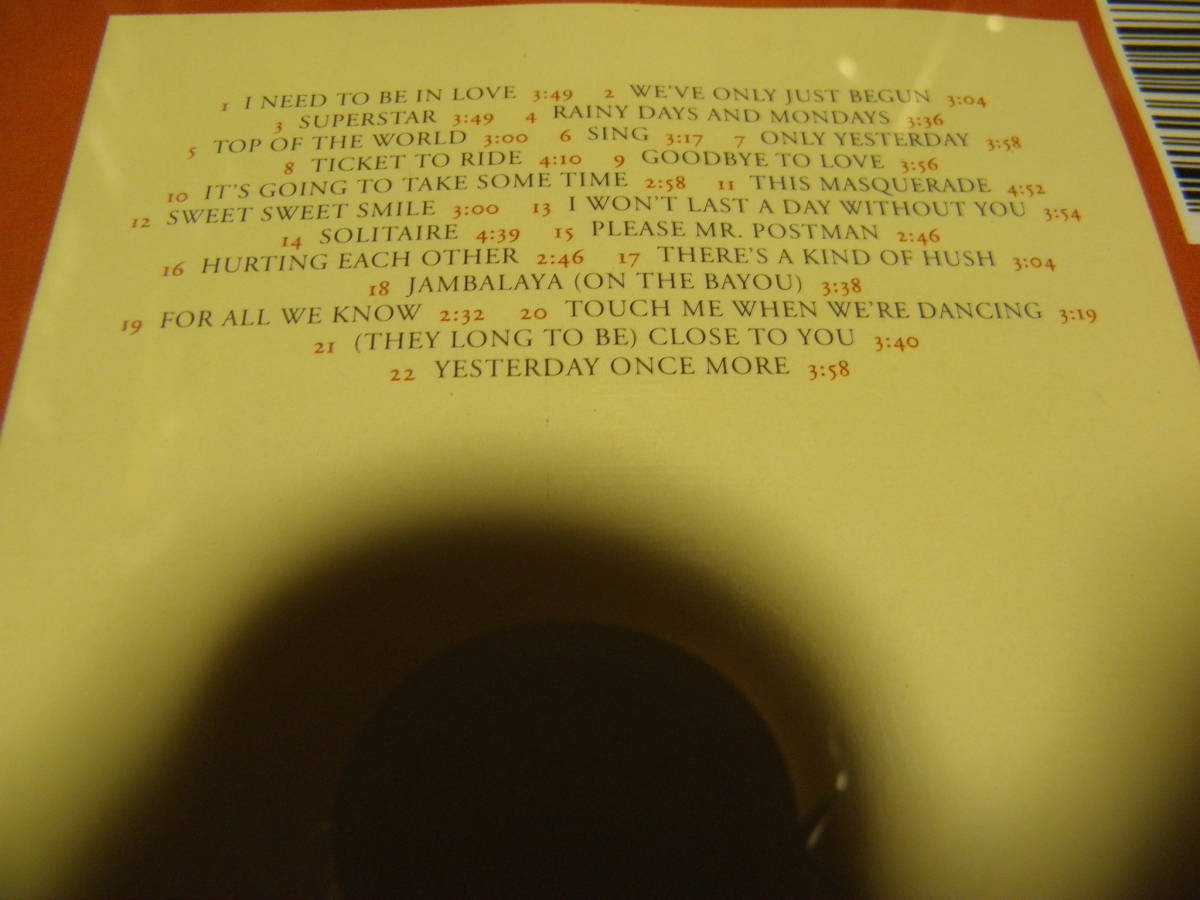 1 I NEED TO BE IN LOVE 3:49 2 WE'VE ONLY JUST BEGUN 3:04
3 SUPERSTAR 3:49 4 RAINY DAYS AND MONDAYS 3:36
5 TOP OF THE WORLD 3:00 6 SING 3:17 7 ONLY YESTERDAY 3:58
8 TICKET TO RIDE 4:10 9 GOODBYE TO LOVE 3:56
10 IT'S GOING TO TAKE SOME TIME 2:58 11 THIS MASQUERADE 4:52
12 SWEET SWEET SMILE 3:00 13 I WON'T LAST A DAY WITHOUT YOU 3:54
14 SOLITAIRE 4:39 15 PLEASE MR. POSTMAN 2:46
16 HURTING EACH OTHER 2:46 17 THERE'S A KIND OF HUSH 3:04
18 JAMBALAYA (ON THE BAYOU) 3:38
19 FOR ALL WE KNOW 2:32 20 TOUCH ME WHEN WE'RE DANCING 3:19
21 (THEY LONG TO BE) CLOSE TO YOU 3:40
22 YESTERDAY ONCE MORE 3:58